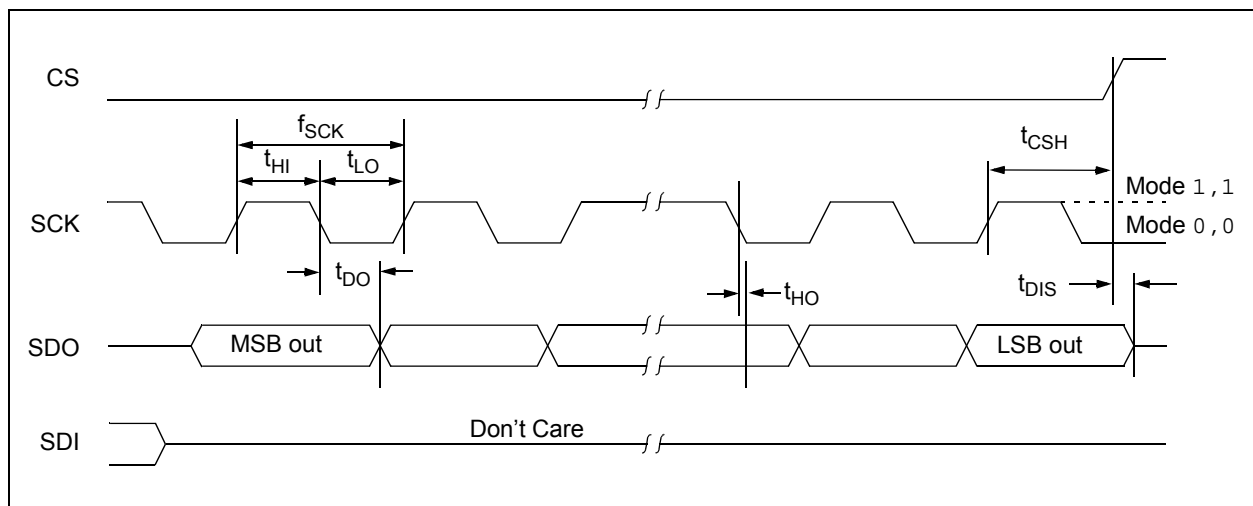 CS
fSCK
tHI
tLO
tCSH
Mode 1,1
SCK
Mode 0,0
tDO
tHO
tDIS
SDO
MSB out
LSB out
SDI
Don't Care